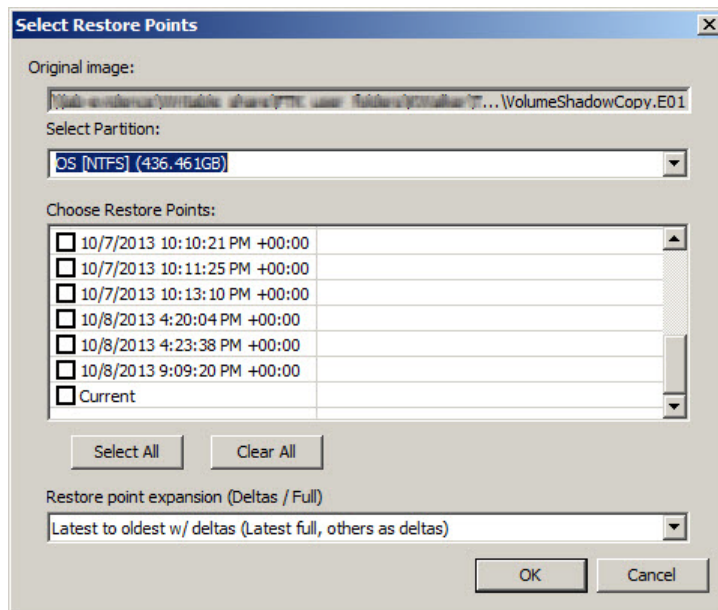 Select Restore Points
Original image:
...\VolumeShadowCopy.E01
Select Partition:
OS [NTFS] (436.461GB)
Choose Restore Points:
10/7/2013 10:10:21 PM +00:00
10/7/2013 10:11:25 PM +00:00
10/7/2013 10:13:10 PM +00:00
10/8/2013 4:20:04 PM +00:00
10/8/2013 4:23:38 PM +00:00
10/8/2013 9:09:20 PM +00:00
Current
Select All Clear All
Restore point expansion (Deltas / Full)
Latest to oldest w/ deltas (Latest full, others as deltas)
OK Cancel